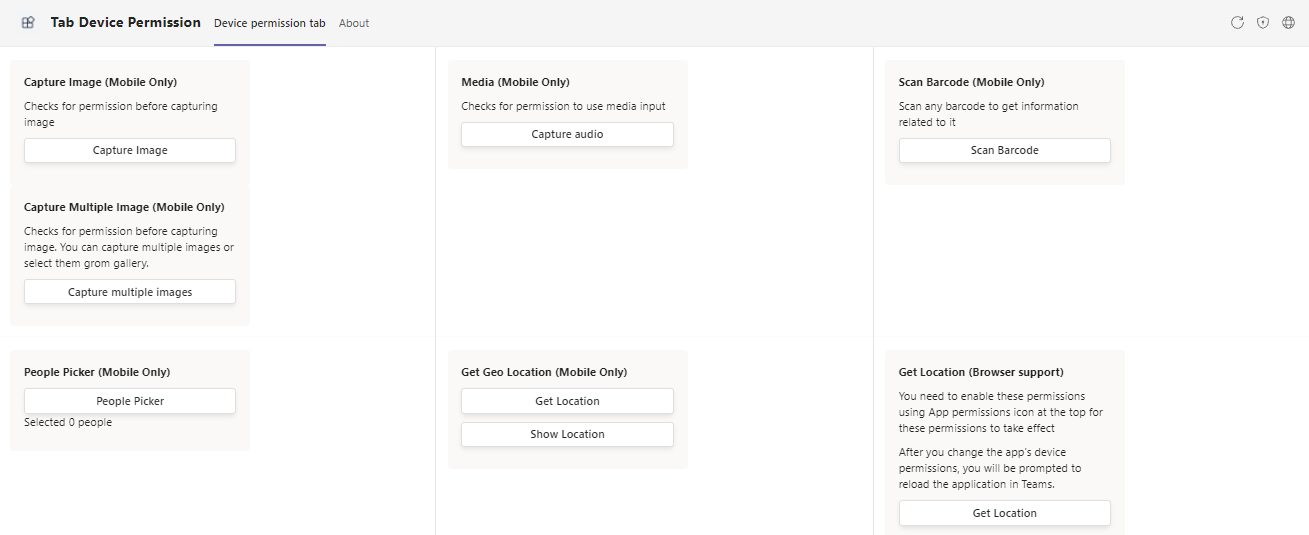 Tab Device Permission
Device permission tab
About
Capture Image (Mobile Only)
Checks for permission before capturing
image
Capture Image
Capture Multiple Image (Mobile Only)
Checks for permission before capturing
image. You can capture multiple images or
select them grom gallery.
Capture multiple images
Media (Mobile Only)
Checks for permission to use media input
Capture audio
Scan Barcode (Mobile Only)
Scan any barcode to get information
related to it
Scan Barcode
People Picker (Mobile Only)
People Picker
Selected 0 people
Get Geo Location (Mobile Only)
Get Location
Show Location
Get Location (Browser support)
You need to enable these permissions
using App permissions icon at the top for
these permissions to take effect
After you change the app's device
permissions, you will be prompted to
reload the application in Teams.
Get Location